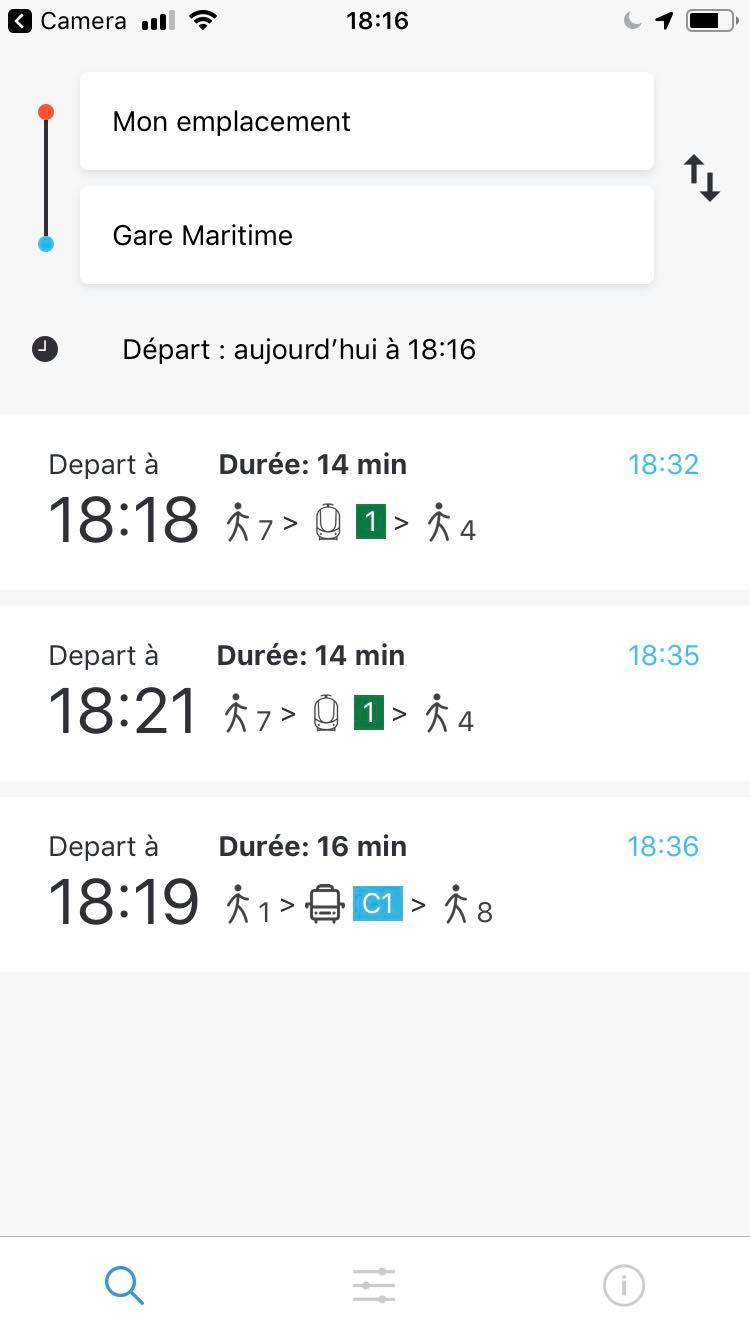 Camera 18:16
Mon emplacement
Gare Maritime
Départ : aujourd’hui à 18:16
Depart à Durée: 14 min 18:32
18:18 7 > 1 > 4
Depart à Durée: 14 min 18:35
18:21 7 > 1 > 4
Depart à Durée: 16 min 18:36
18:19 1 > C1 > 8